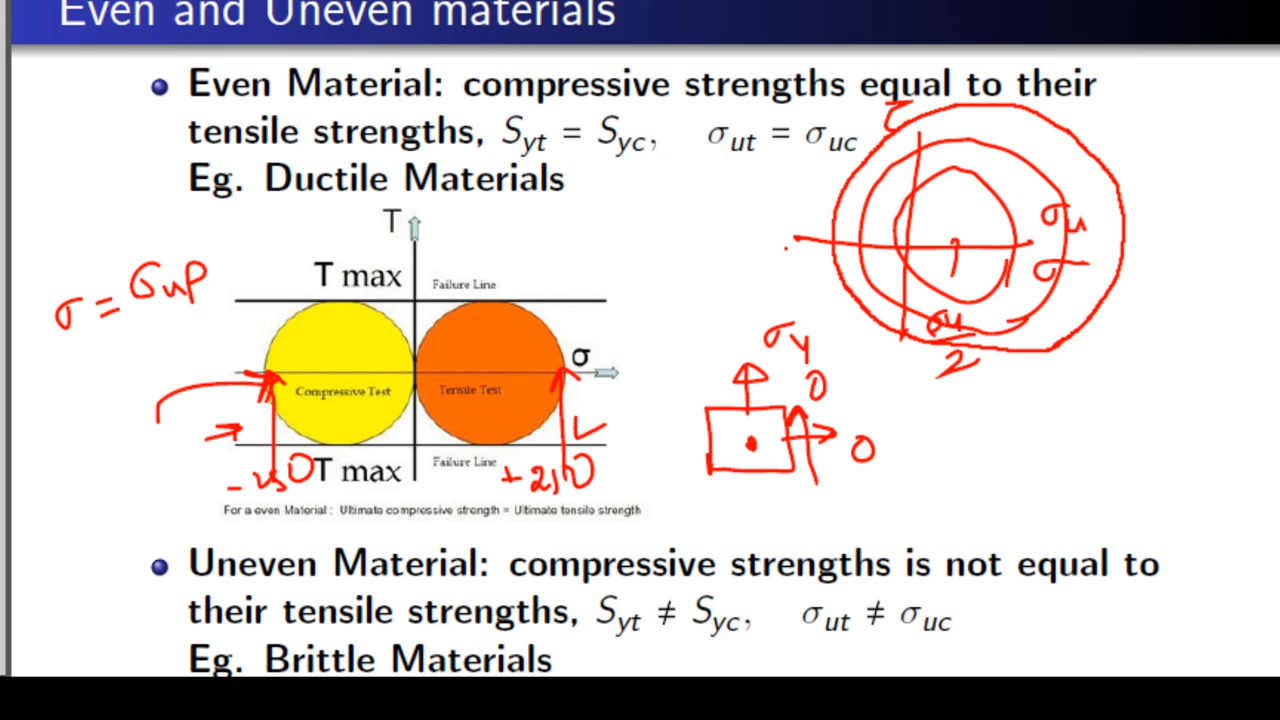 Even and Uneven materials
Even Material: compressive strengths equal to their
tensile strengths, Syt = Syc, σut = σuc
Eg. Ductile Materials
T
T max
Failure Line
σ
Compressive Test
Tensile Test
T max
Failure Line
For a even Material : Ultimate compressive strength = Ultimate tensile strength
σy
0
0
+250
Uneven Material: compressive strengths is not equal to
their tensile strengths, Syt ≠ Syc, σut ≠ σuc
Eg. Brittle Materials